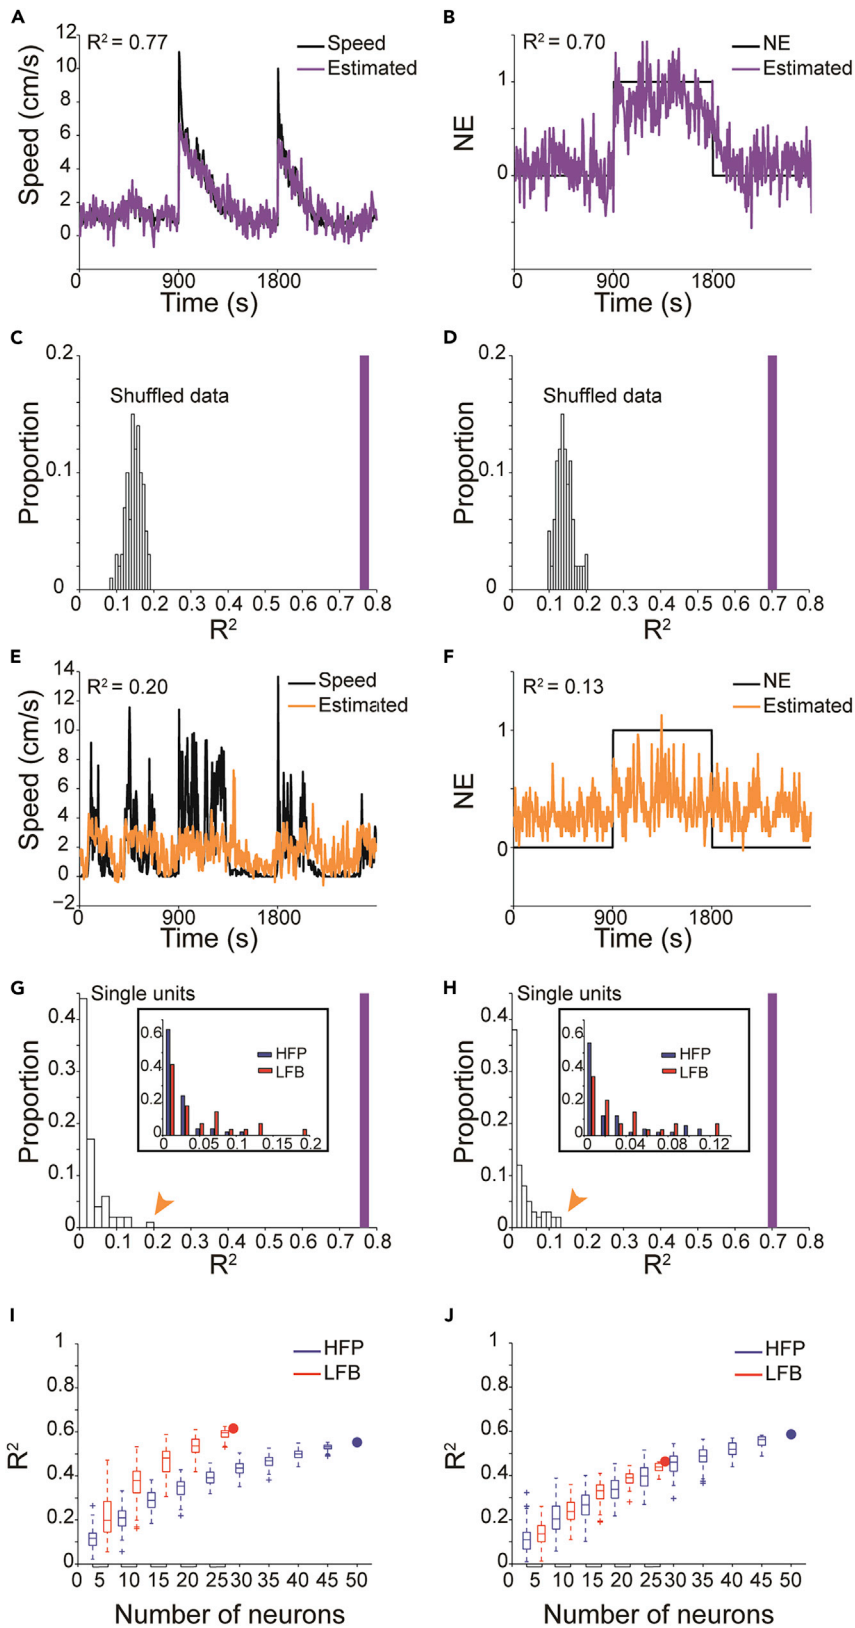 A
R² = 0.77
Speed
Estimated
Speed (cm/s)
12
10
8
6
4
2
0
0
900
1800
Time (s)
B
R² = 0.70
NE
Estimated
NE
1
0
-1
0
900
1800
Time (s)
C
Shuffled data
Proportion
0.2
0.1
0
0.1
0.2
0.3
0.4
0.5
0.6
0.7
0.8
R²
D
Shuffled data
Proportion
0.2
0.1
0
0.1
0.2
0.3
0.4
0.5
0.6
0.7
0.8
R²
E
R² = 0.20
Speed
Estimated
Speed (cm/s)
14
12
10
8
6
4
2
0
−2
0
900
1800
Time (s)
F
R² = 0.13
NE
Estimated
NE
1
0
0
900
1800
Time (s)
G
Single units
Proportion
0.4
0.3
0.2
0.1
0
0
0.1
0.2
0.3
0.4
0.5
0.6
0.7
0.8
R²
0.6
0.4
0.2
0
HFP
LFB
0
0.05
0.1
0.2
H
Single units
Proportion
0.4
0.3
0.2
0.1
0
0
0.1
0.2
0.3
0.4
0.5
0.6
0.7
0.8
R²
0.6
0.4
0.2
0
HFP
LFB
0
0.04
0.08
0.12
I
HFP
LFB
R²
1
0.8
0.6
0.4
0.2
0
0
5
10
15
20
25
30
35
40
45
50
Number of neurons
J
HFP
LFB
R²
1
0.8
0.6
0.4
0.2
0
0
5
10
15
20
25
30
35
40
45
50
Number of neurons